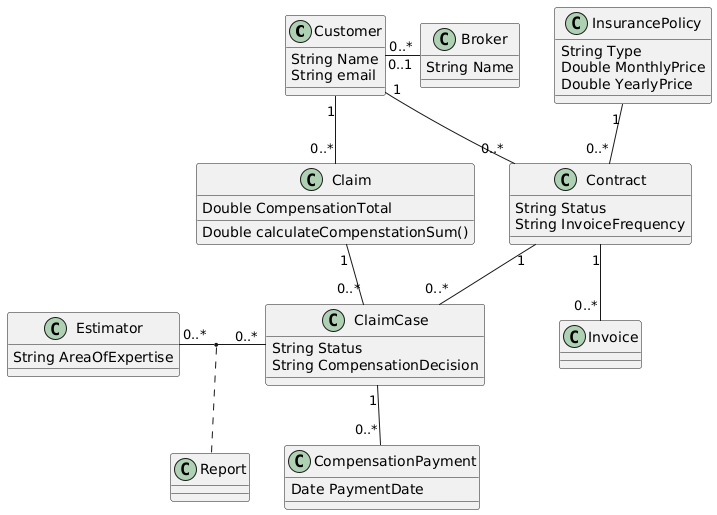 C Customer
String Name
String email
0..*
0..1
C Broker
String Name
C InsurancePolicy
String Type
Double MonthlyPrice
Double YearlyPrice
1
1
1
0..*
0..*
0..*
C Claim
Double CompensationTotal
Double calculateCompenstationSum()
C Contract
String Status
String InvoiceFrequency
1
1
1
0..*
0..*
0..*
C Estimator
String AreaOfExpertise
0..*
0..*
C ClaimCase
String Status
String CompensationDecision
C Invoice
1
0..*
C Report
C CompensationPayment
Date PaymentDate